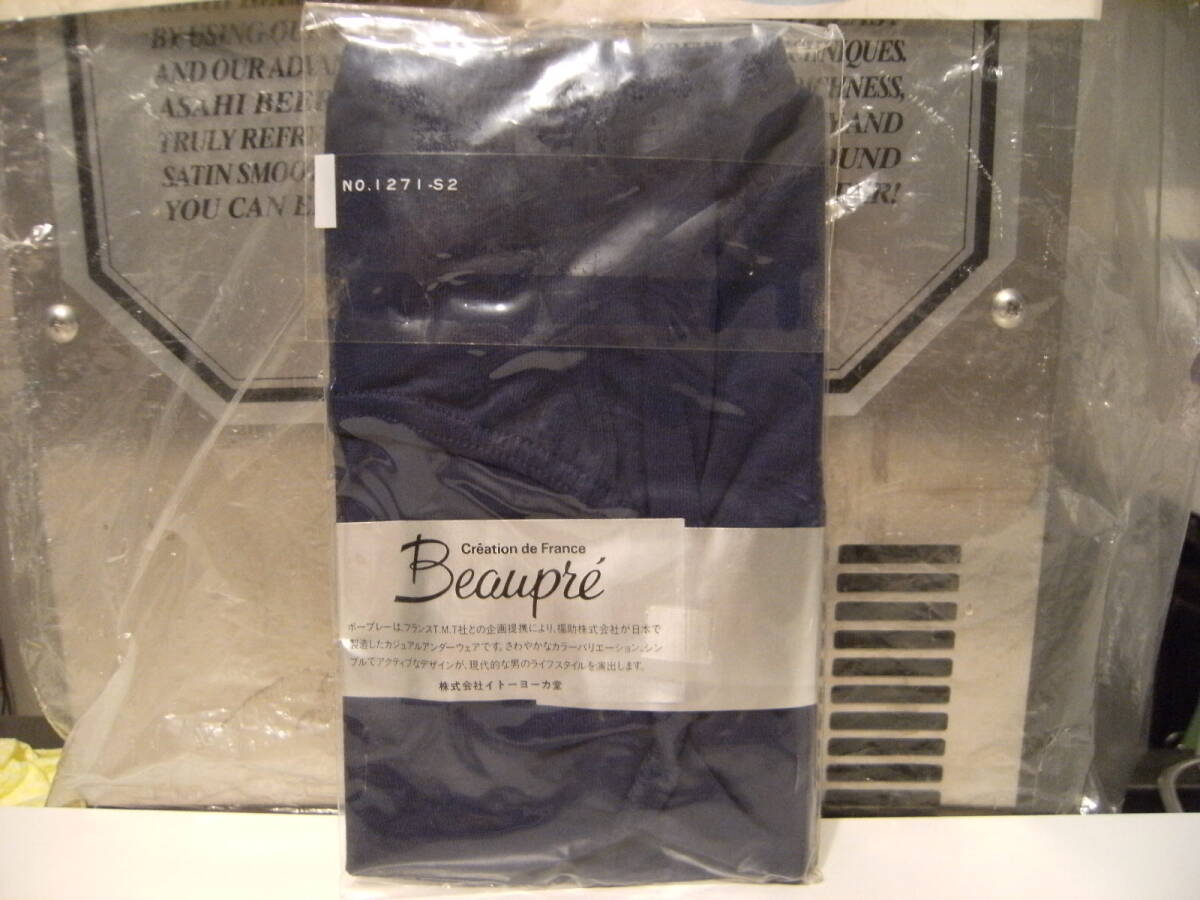 BY USING OU
AND OUR ADVA
ASAHI BEER
TRULY REFR
SATIN SMOO
YOU CAN E
CHNIQUES.
CHNESS,
Y AND
OUND
NO.1271-S2
Crêation de France
Beaupré
ボープレーは、フランスT.M.T社との企画提携により、福助株式会社が日本で
製造したカジュアルアンダーウェアです。さわやかなカラーバリエーション、シン
プルでアクティブなデザインが、現代的な男のライフスタイルを演出します。
株式会社イトーヨーカ堂